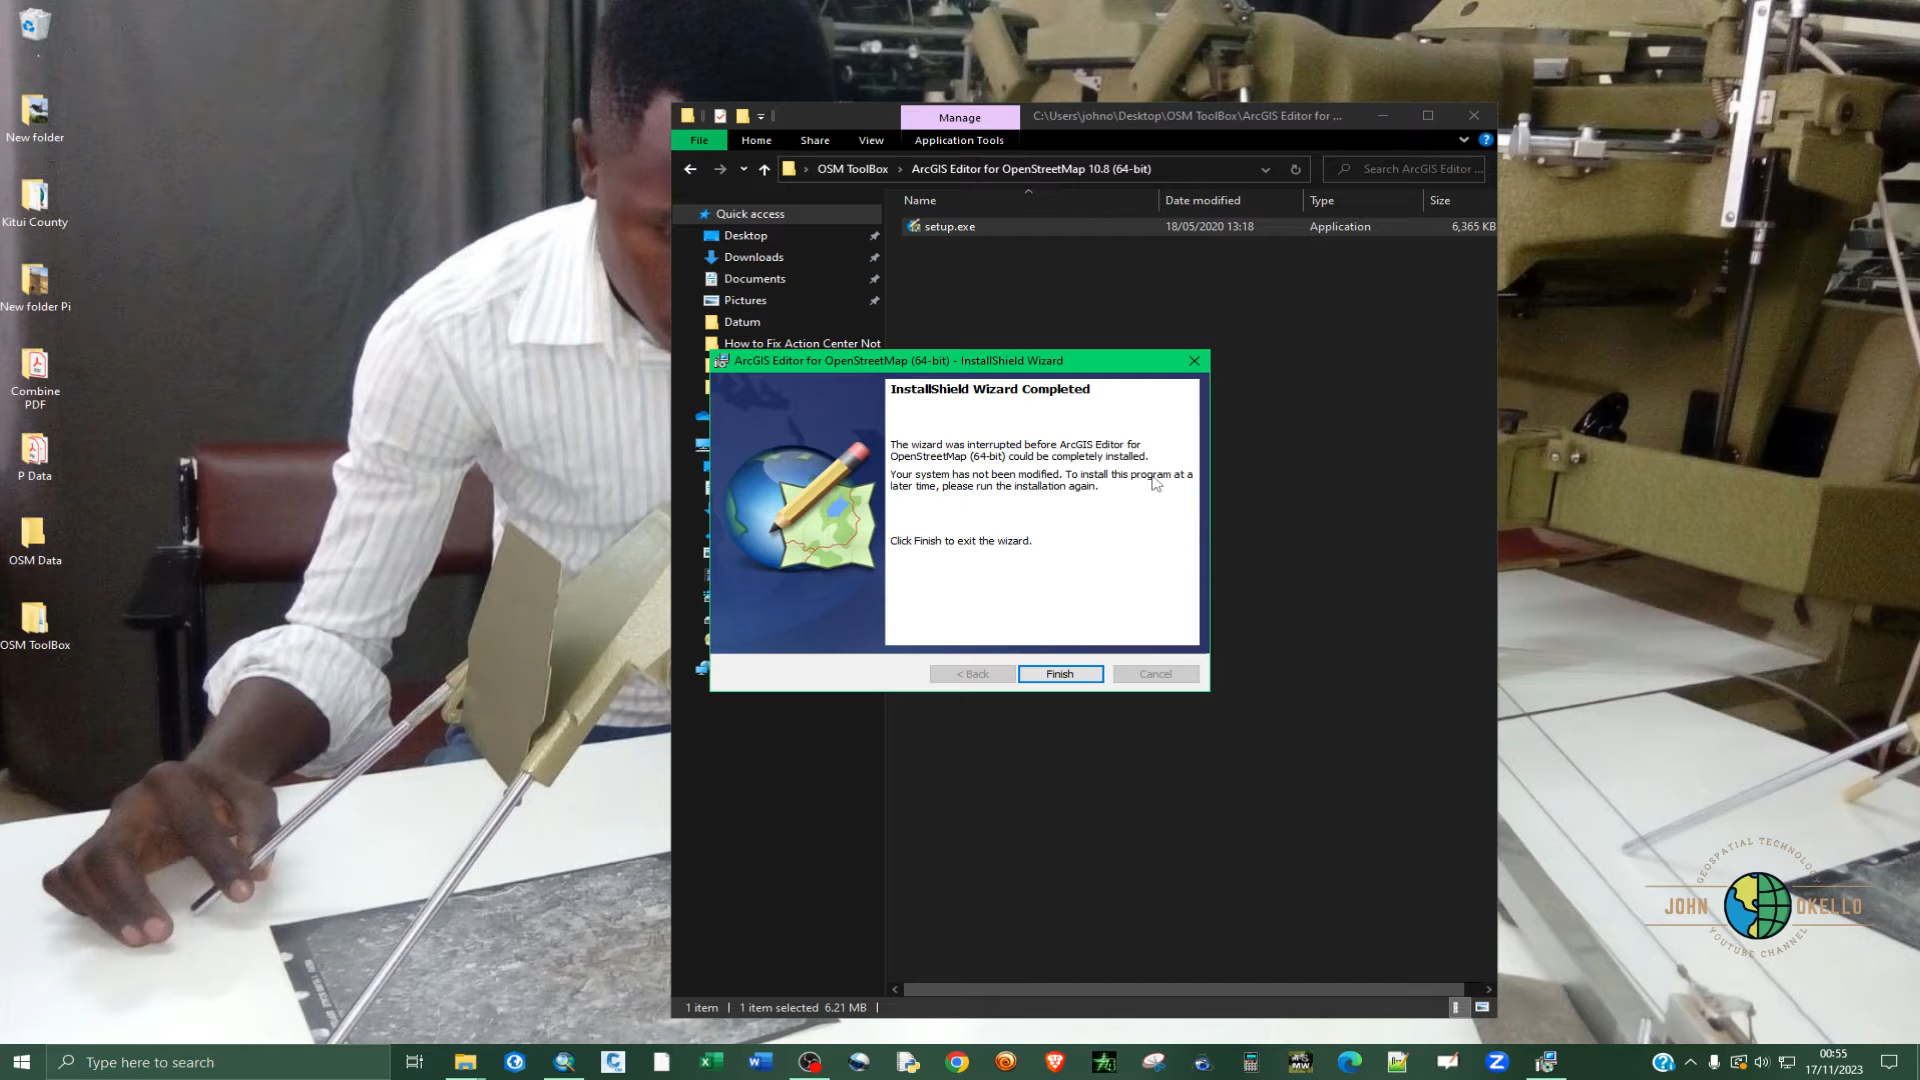 New folder
Kitui County
New folder Pi
Combine
PDF
P Data
OSM Data
OSM ToolBox
Manage
C:\Users\johno\Desktop\OSM ToolBox\ArcGIS Editor for ...
File
Home
Share
View
Application Tools
OSM ToolBox
ArcGIS Editor for OpenStreetMap 10.8 (64-bit)
Search ArcGIS Editor ...
Name
Date modified
Type
Size
setup.exe
18/05/2020 13:18
Application
6,365 KB
Quick access
Desktop
Downloads
Documents
Pictures
Datum
How to Fix Action Center Not
ArcGIS Editor for OpenStreetMap (64-bit) - InstallShield Wizard
InstallShield Wizard Completed
The wizard was interrupted before ArcGIS Editor for
OpenStreetMap (64-bit) could be completely installed.
Your system has not been modified. To install this program at a
later time, please run the installation again.
Click Finish to exit the wizard.
< Back
Finish
Cancel
GEOSPATIAL TECHNOLOGY
JOHN OKELLO
YOUTUBE CHANNEL
1 item
1 item selected 6.21 MB
Type here to search
00:55
17/11/2023